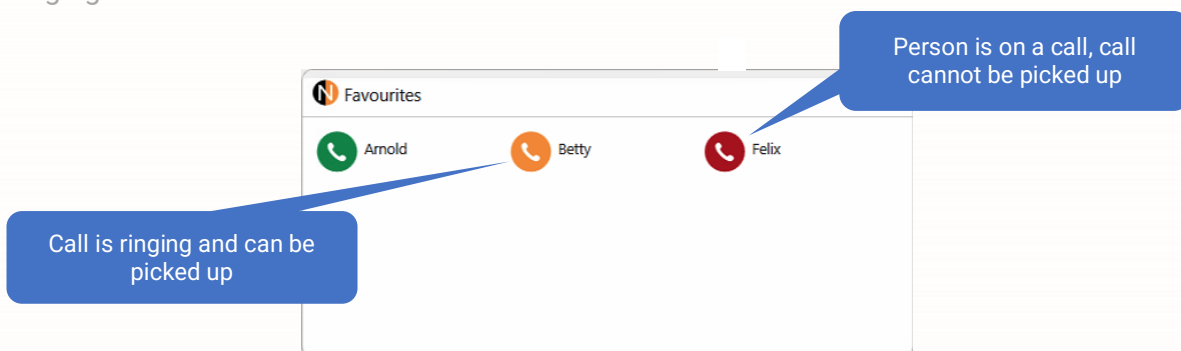 Person is on a call, call
cannot be picked up
Favourites
Arnold
Betty
Felix
Call is ringing and can be
picked up